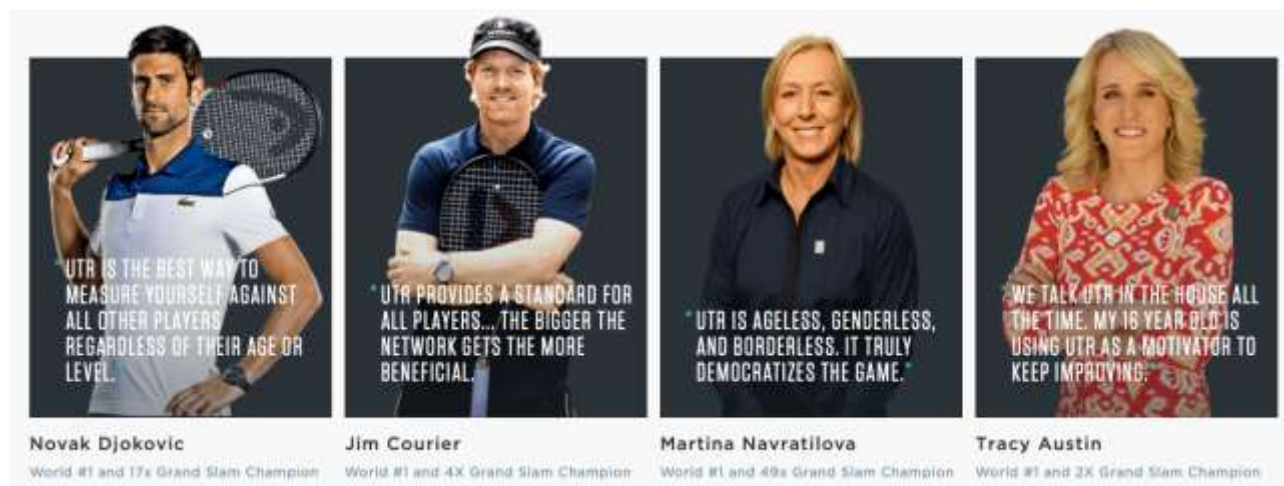 "UTR IS THE BEST WAY TO
MEASURE YOURSELF AGAINST
ALL OTHER PLAYERS
REGARDLESS OF THEIR AGE OR
LEVEL."
Novak Djokovic
World #1 and 17x Grand Slam Champion
"UTR PROVIDES A STANDARD FOR
ALL PLAYERS... THE BIGGER THE
NETWORK GETS THE MORE
BENEFICIAL."
Jim Courier
World #1 and 4X Grand Slam Champion
"UTR IS AGELESS, GENDERLESS,
AND BORDERLESS. IT TRULY
DEMOCRATIZES THE GAME."
Martina Navratilova
World #1 and 49x Grand Slam Champion
"WE TALK UTR IN THE HOUSE ALL
THE TIME. MY 16 YEAR OLD IS
USING UTR AS A MOTIVATOR TO
KEEP IMPROVING."
Tracy Austin
World #1 and 2X Grand Slam Champion